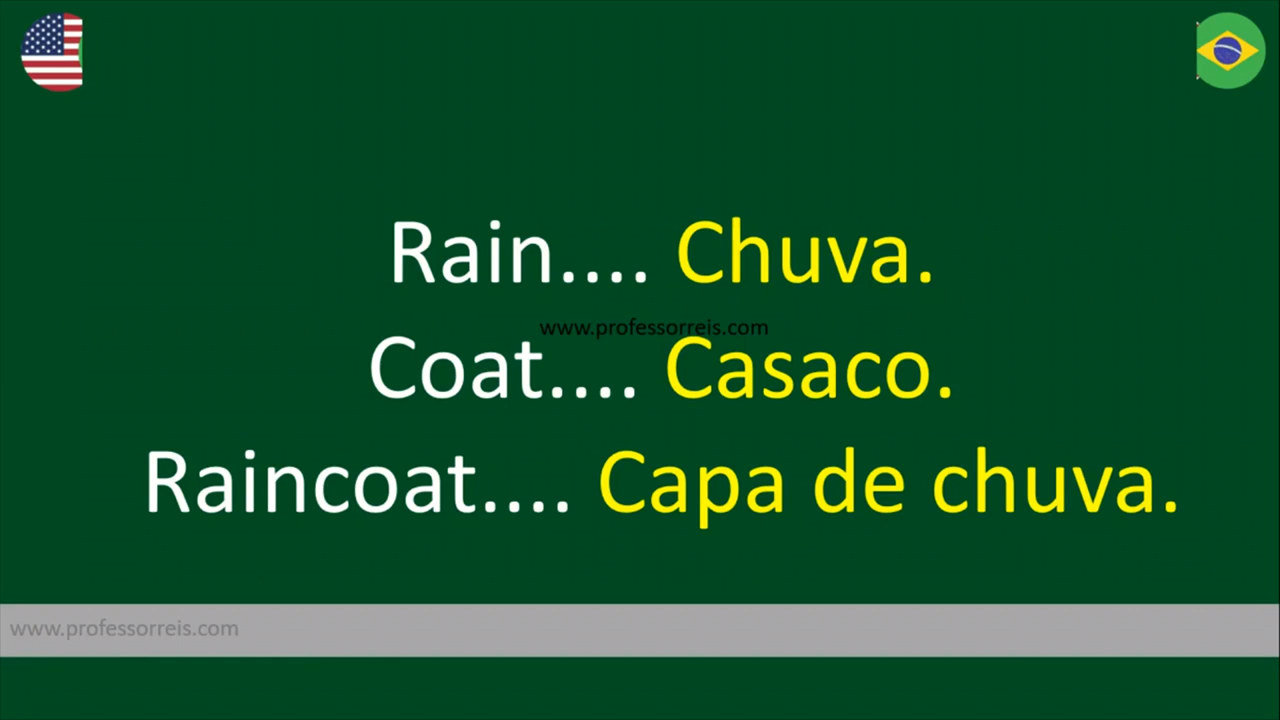 Rain.... Chuva.
www.professorreis.com
Coat.... Casaco.
Raincoat.... Capa de chuva.
www.professorreis.com